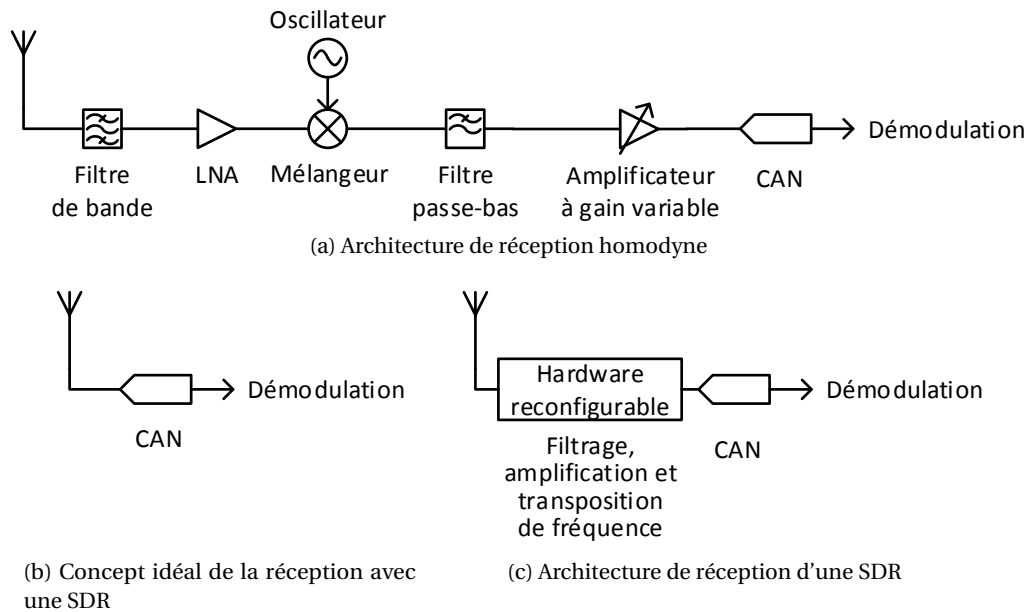 Oscillateur
Démodulation
Filtre
de bande
LNA
Mélangeur
Filtre
passe-bas
Amplificateur
à gain variable
CAN
(a) Architecture de réception homodyne
Démodulation
CAN
Hardware
reconfigurable
Démodulation
Filtrage,
amplification et
transposition
de fréquence
CAN
(b) Concept idéal de la réception avec
une SDR
(c) Architecture de réception d'une SDR